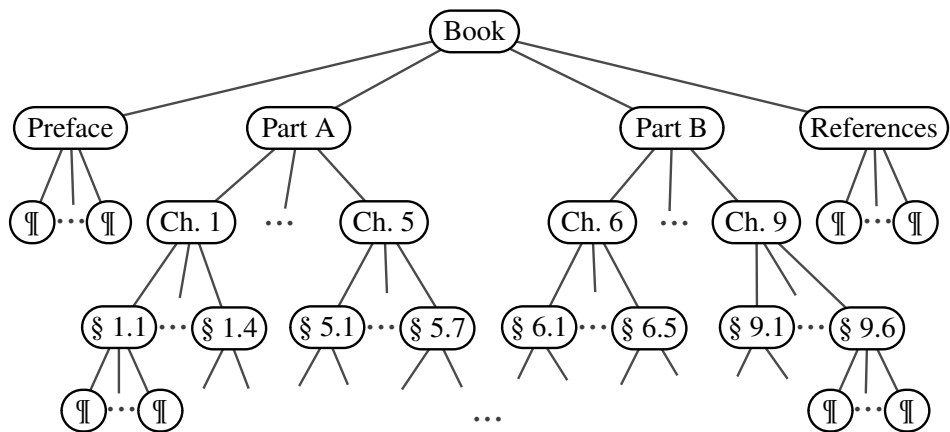 Book
Preface Part A Part B References
¶ ... ¶ Ch. 1 ... Ch. 5 Ch. 6 ... Ch. 9 ¶ ... ¶
§ 1.1 ... § 1.4 § 5.1 ... § 5.7 § 6.1 ... § 6.5 § 9.1 ... § 9.6
¶ ... ¶ ... ¶ ... ¶